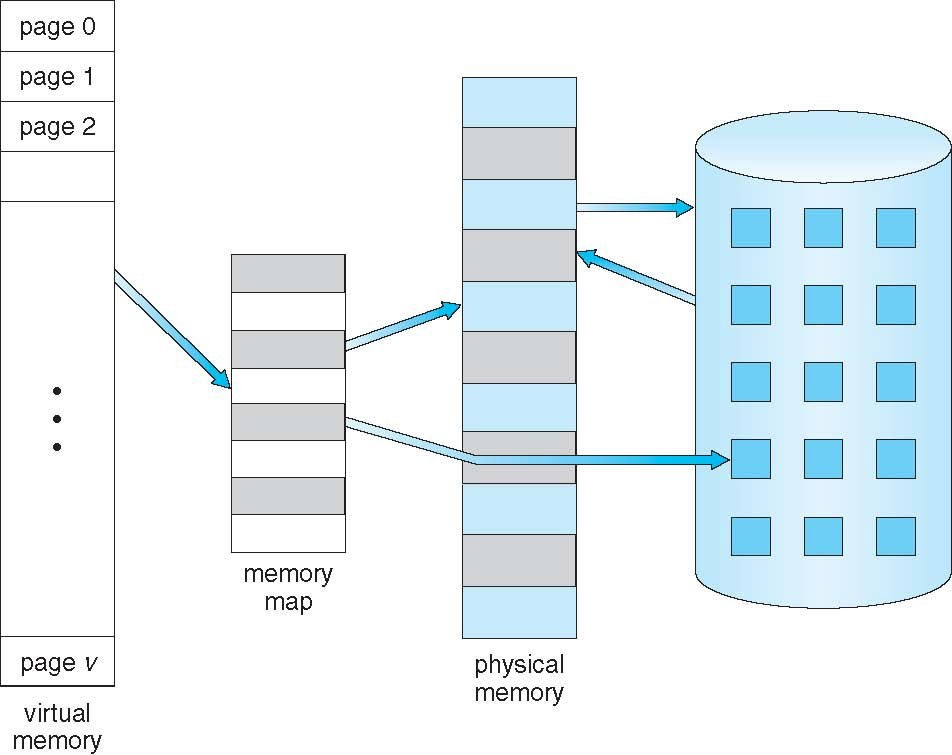 page 0
page 1
page 2
page v
virtual
memory
memory
map
physical
memory